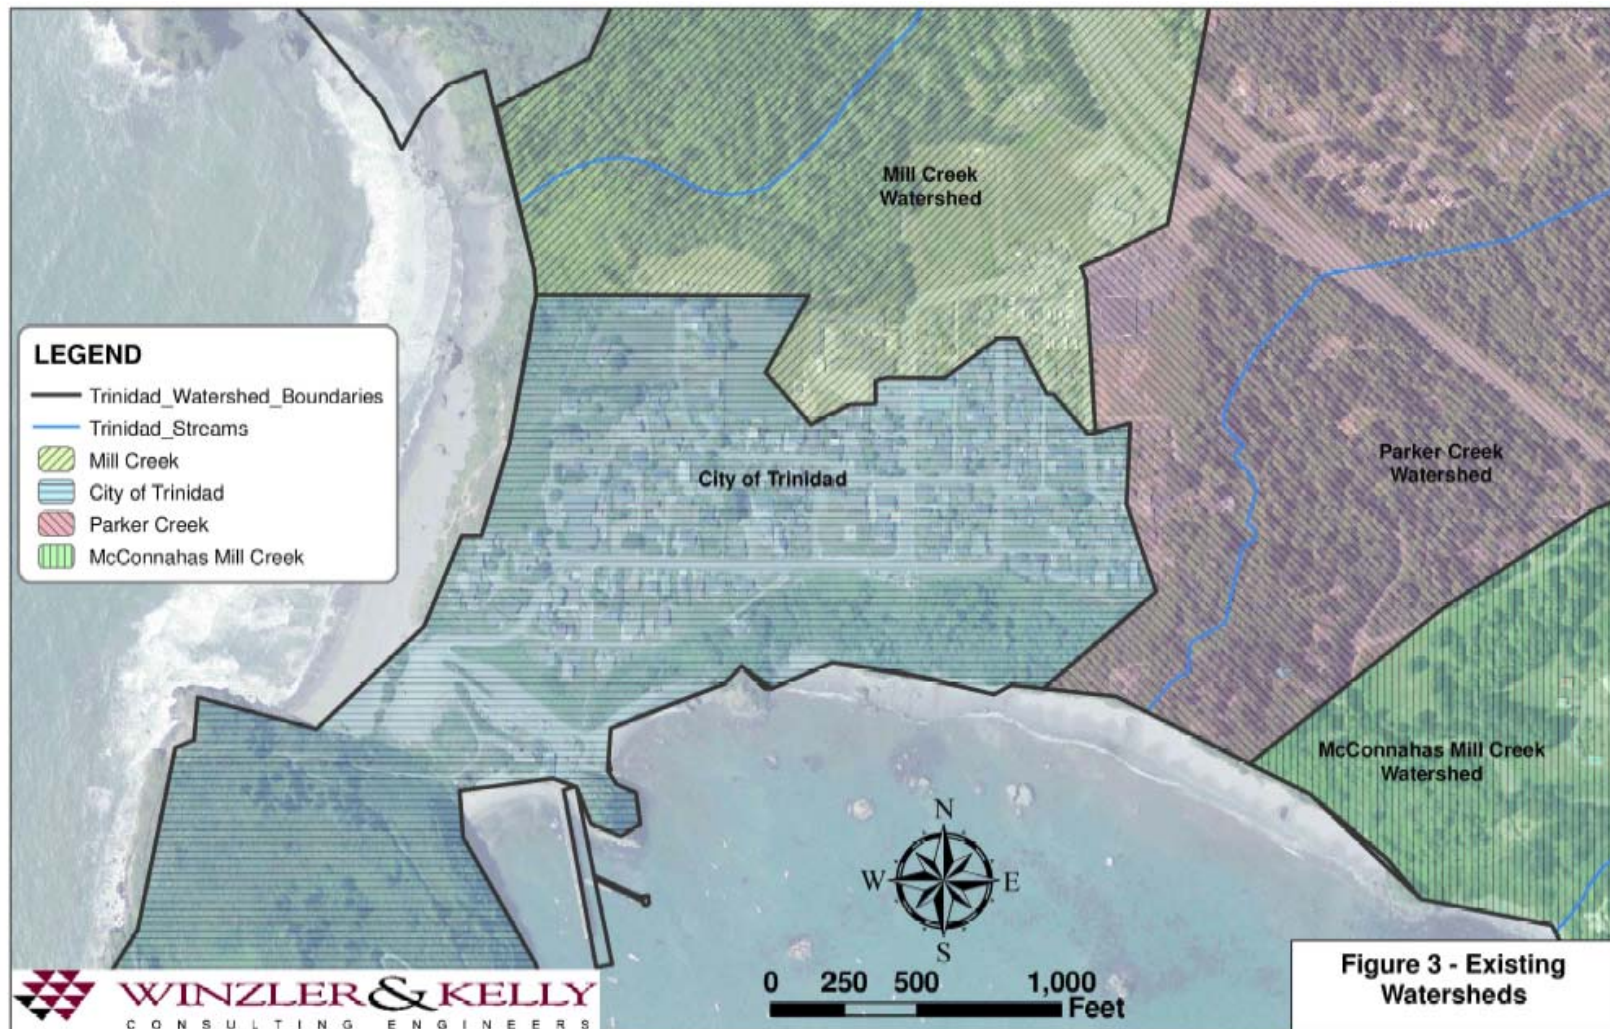 Mill Creek
Watershed
LEGEND
Trinidad_Watershed_Boundaries
Trinidad_Streams
Mill Creek
City of Trinidad
Parker Creek
McConnahas Mill Creek
City of Trinidad
Parker Creek
Watershed
McConnahas Mill Creek
Watershed
N
W E
S
0 250 500 1,000
Feet
WINZLER & KELLY
CONSULTING ENGINEERS
Figure 3 - Existing
Watersheds